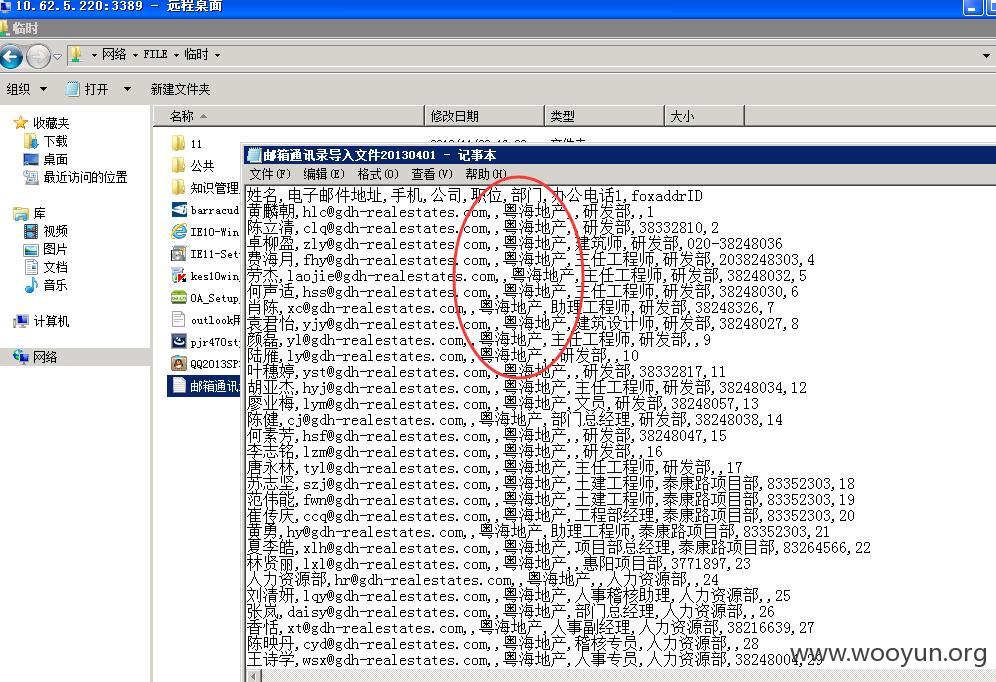 10.62.5.220:3389 - 远程桌面
临时
网络 FILE 临时
组织 打开 新建文件夹
收藏夹
下载
桌面
最近访问的位置
库
视频
图片
文档
音乐
计算机
网络
名称 修改日期 类型 大小
11
公共
知识管理
barracud
IE10-Win
IE11-Set
kes10win
OA_Setup
outlook
pjr470st
QQ2013SP
邮箱通讯
邮箱通讯录导入文件20130401 - 记事本
文件(F) 编辑(E) 格式(O) 查看(V) 帮助(H)
姓名,电子邮件地址,手机,公司,职位,部门,办公电话1,foxaddrID
黄麟朝,hlc@gdh-realestates.com,,粤海地产,,研发部,,1
陈立清,clq@gdh-realestates.com,,粤海地产,,研发部,38332810,2
卓柳盈,zly@gdh-realestates.com,,粤海地产,建筑师,研发部,020-38248036
费海月,fhy@gdh-realestates.com,,粤海地产,主任工程师,研发部,2038248303,4
劳杰,laojie@gdh-realestates.com,,粤海地产,主任工程师,研发部,38248032,5
何声适,hss@gdh-realestates.com,,粤海地产,主任工程师,研发部,38248030,6
肖陈,xc@gdh-realestates.com,,粤海地产,助理工程师,研发部,38248326,7
袁君怡,yjy@gdh-realestates.com,,粤海地产,建筑设计师,研发部,38248027,8
颜磊,yl@gdh-realestates.com,,粤海地产,主任工程师,研发部,,9
陆雁,ly@gdh-realestates.com,,粤海地产,,研发部,,10
叶穗婷,yst@gdh-realestates.com,,粤海地产,,研发部,38332817,11
胡亚杰,hyj@gdh-realestates.com,,粤海地产,主任工程师,研发部,38248034,12
廖业梅,lym@gdh-realestates.com,,粤海地产,文员,研发部,38248057,13
陈健,cj@gdh-realestates.com,,粤海地产,部门总经理,研发部,38248038,14
何素芳,hsf@gdh-realestates.com,,粤海地产,,研发部,38248047,15
李志铭,lzm@gdh-realestates.com,,粤海地产,,研发部,,16
唐永林,tyl@gdh-realestates.com,,粤海地产,主任工程师,研发部,,17
苏志坚,szj@gdh-realestates.com,,粤海地产,土建工程师,泰康路项目部,83352303,18
范伟能,fwn@gdh-realestates.com,,粤海地产,土建工程师,泰康路项目部,83352303,19
崔传庆,ccq@gdh-realestates.com,,粤海地产,工程部经理,泰康路项目部,83352303,20
黄勇,hy@gdh-realestates.com,,粤海地产,助理工程师,泰康路项目部,83352303,21
夏李皓,xlh@gdh-realestates.com,,粤海地产,项目部总经理,泰康路项目部,83264566,22
林贤丽,lxl@gdh-realestates.com,,粤海地产,,惠阳项目部,3771897,23
人力资源部,hr@gdh-realestates.com,,粤海地产,,人力资源部,,24
刘清妍,lqy@gdh-realestates.com,,粤海地产,人事稽核助理,人力资源部,,25
张岚,daisy@gdh-realestates.com,,粤海地产,部门总经理,人力资源部,,26
香恬,xt@gdh-realestates.com,,粤海地产,人事副经理,人力资源部,38216639,27
陈映丹,cyd@gdh-realestates.com,,粤海地产,稽核专员,人力资源部,,28
王诗学,wsx@gdh-realestates.com,,粤海地产,人事专员,人力资源部,38248004,29
www.wooyun.org